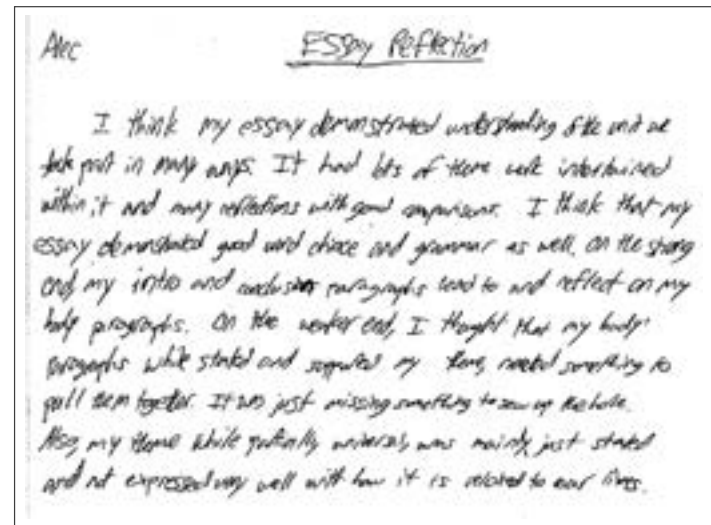 Alec Essay Reflection
I think my essay demonstrated understanding of the unit we
took part in many ways. It had lots of theme work intertwined
within it and many reflections with good comparisons. I think that my
essay demonstrated good word choice and grammar as well. On the strong
end, my intro and conclusion paragraphs lead to and reflect on my
body paragraphs. On the weaker end, I thought that my body
paragraphs while stated and supported my theme, needed something to
pull them together. It was just missing something to sew up the hole.
Also, my theme while partially universal, was mainly just stated
and not expressed very well with how it is related to our lives.